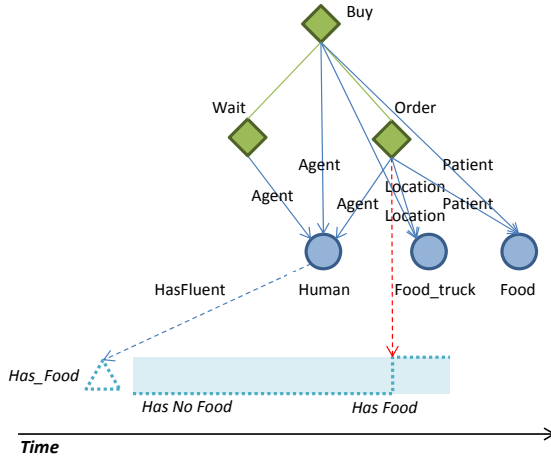 Buy
Wait
Order
Agent
Patient
Agent
Agent
Location
Patient
Location
HasFluent
Human
Food_truck
Food
Has_Food
Has No Food
Has Food
Time